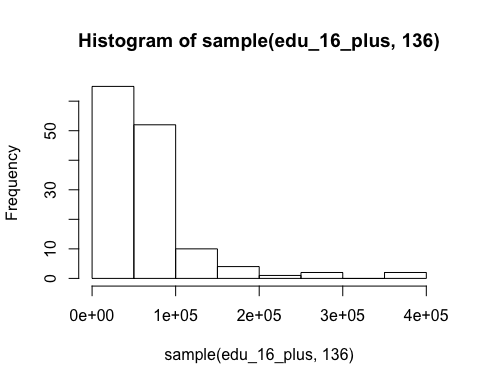 Histogram of sample(edu_16_plus, 136)
Frequency
50
30
10
0
0e+00 1e+05 2e+05 3e+05 4e+05
sample(edu_16_plus, 136)